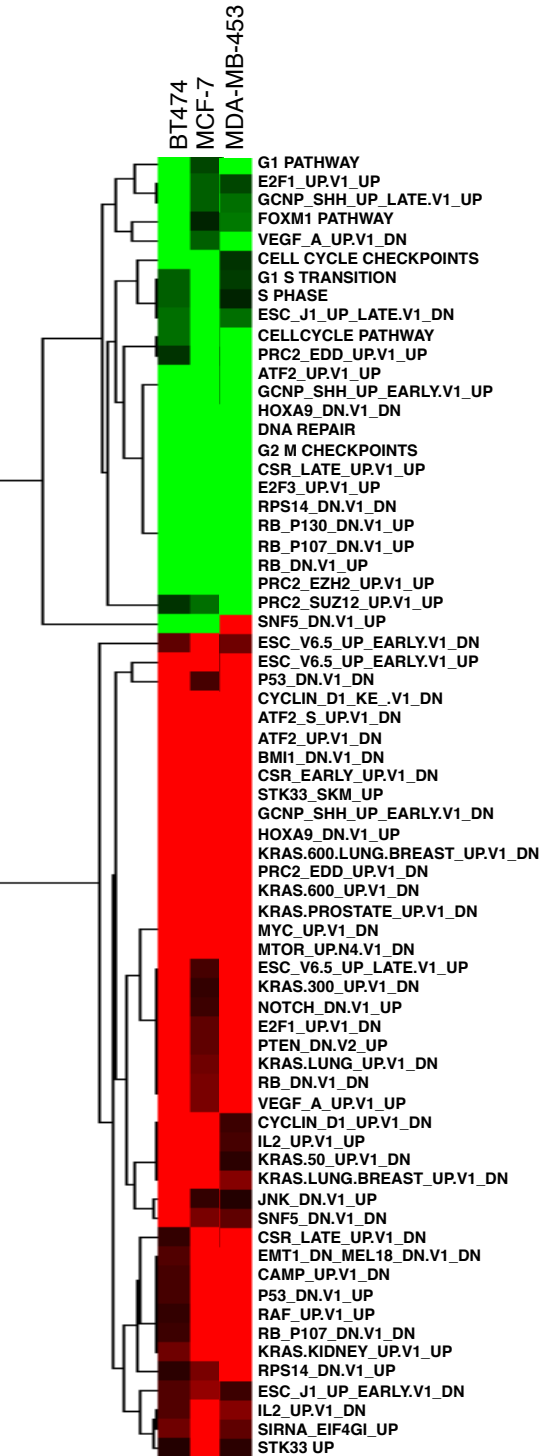 BT474
MCF-7
MDA-MB-453
G1 PATHWAY
E2F1_UP.V1_UP
GCNP_SHH_UP_LATE.V1_UP
FOXM1 PATHWAY
VEGF_A_UP.V1_DN
CELL CYCLE CHECKPOINTS
G1 S TRANSITION
S PHASE
ESC_J1_UP_LATE.V1_DN
CELLCYCLE PATHWAY
PRC2_EDD_UP.V1_UP
ATF2_UP.V1_UP
GCNP_SHH_UP_EARLY.V1_UP
HOXA9_DN.V1_DN
DNA REPAIR
G2 M CHECKPOINTS
CSR_LATE_UP.V1_UP
E2F3_UP.V1_UP
RPS14_DN.V1_DN
RB_P130_DN.V1_UP
RB_P107_DN.V1_UP
RB_DN.V1_UP
PRC2_EZH2_UP.V1_UP
PRC2_SUZ12_UP.V1_UP
SNF5_DN.V1_UP
ESC_V6.5_UP_EARLY.V1_DN
ESC_V6.5_UP_EARLY.V1_UP
P53_DN.V1_DN
CYCLIN_D1_KE_.V1_DN
ATF2_S_UP.V1_DN
ATF2_UP.V1_DN
BMI1_DN.V1_DN
CSR_EARLY_UP.V1_DN
STK33_SKM_UP
GCNP_SHH_UP_EARLY.V1_DN
HOXA9_DN.V1_UP
KRAS.600.LUNG.BREAST_UP.V1_DN
PRC2_EDD_UP.V1_DN
KRAS.600_UP.V1_DN
KRAS.PROSTATE_UP.V1_DN
MYC_UP.V1_DN
MTOR_UP.N4.V1_DN
ESC_V6.5_UP_LATE.V1_UP
KRAS.300_UP.V1_DN
NOTCH_DN.V1_UP
E2F1_UP.V1_DN
PTEN_DN.V2_UP
KRAS.LUNG_UP.V1_DN
RB_DN.V1_DN
VEGF_A_UP.V1_UP
CYCLIN_D1_UP.V1_DN
IL2_UP.V1_UP
KRAS.50_UP.V1_DN
KRAS.LUNG.BREAST_UP.V1_DN
JNK_DN.V1_UP
SNF5_DN.V1_DN
CSR_LATE_UP.V1_DN
EMT1_DN_MEL18_DN.V1_DN
CAMP_UP.V1_DN
P53_DN.V1_UP
RAF_UP.V1_UP
RB_P107_DN.V1_DN
KRAS.KIDNEY_UP.V1_UP
RPS14_DN.V1_UP
ESC_J1_UP_EARLY.V1_DN
IL2_UP.V1_DN
SIRNA_EIF4GI_UP
STK33 UP